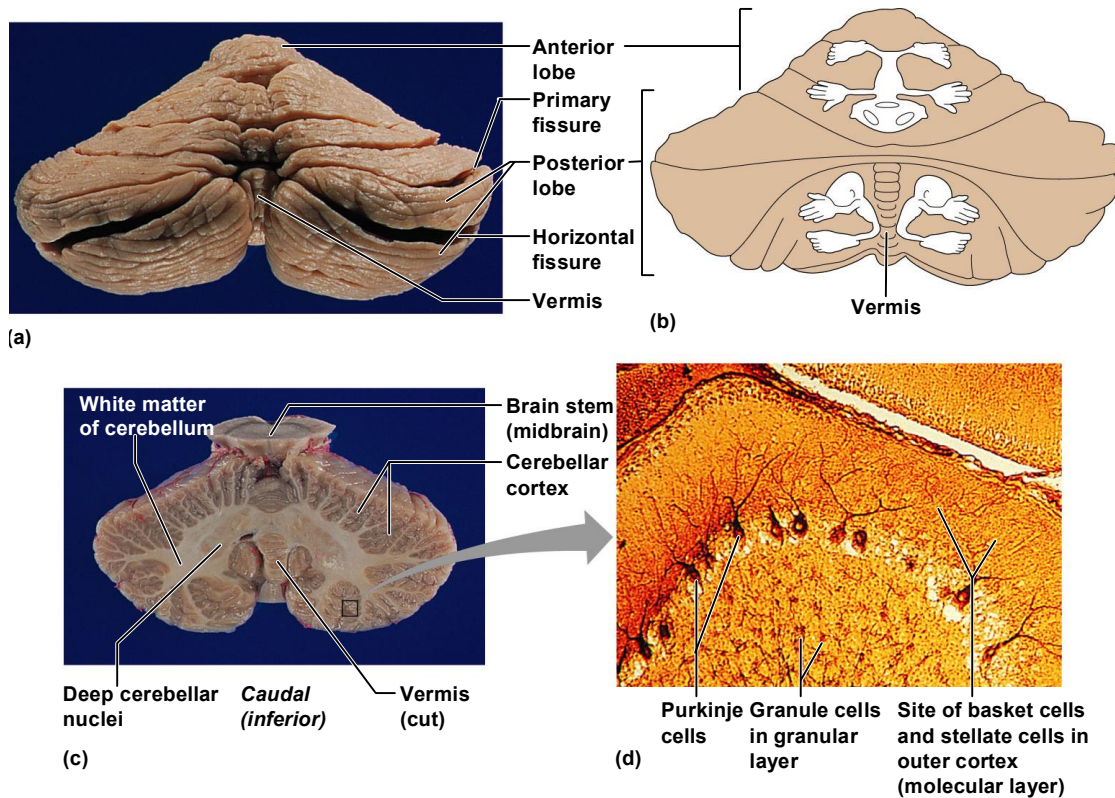 Anterior
lobe
Primary
fissure
Posterior
lobe
Horizontal
fissure
Vermis
(a)
Vermis
(b)
White matter
of cerebellum
Brain stem
(midbrain)
Cerebellar
cortex
Deep cerebellar
nuclei
Caudal
(inferior)
Vermis
(cut)
(c)
Purkinje
cells
Granule cells
in granular
layer
Site of basket cells
and stellate cells in
outer cortex
(molecular layer)
(d)